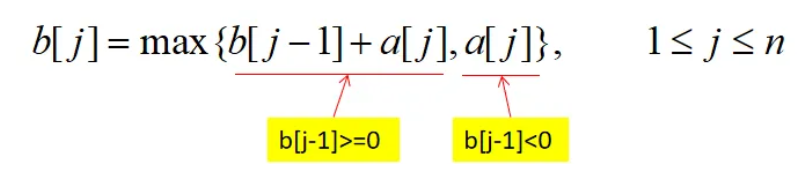 b[j] = max{b[j−1]+a[j], a[j]},   1 ≤ j ≤ n
b[j-1]>=0   b[j-1]<0